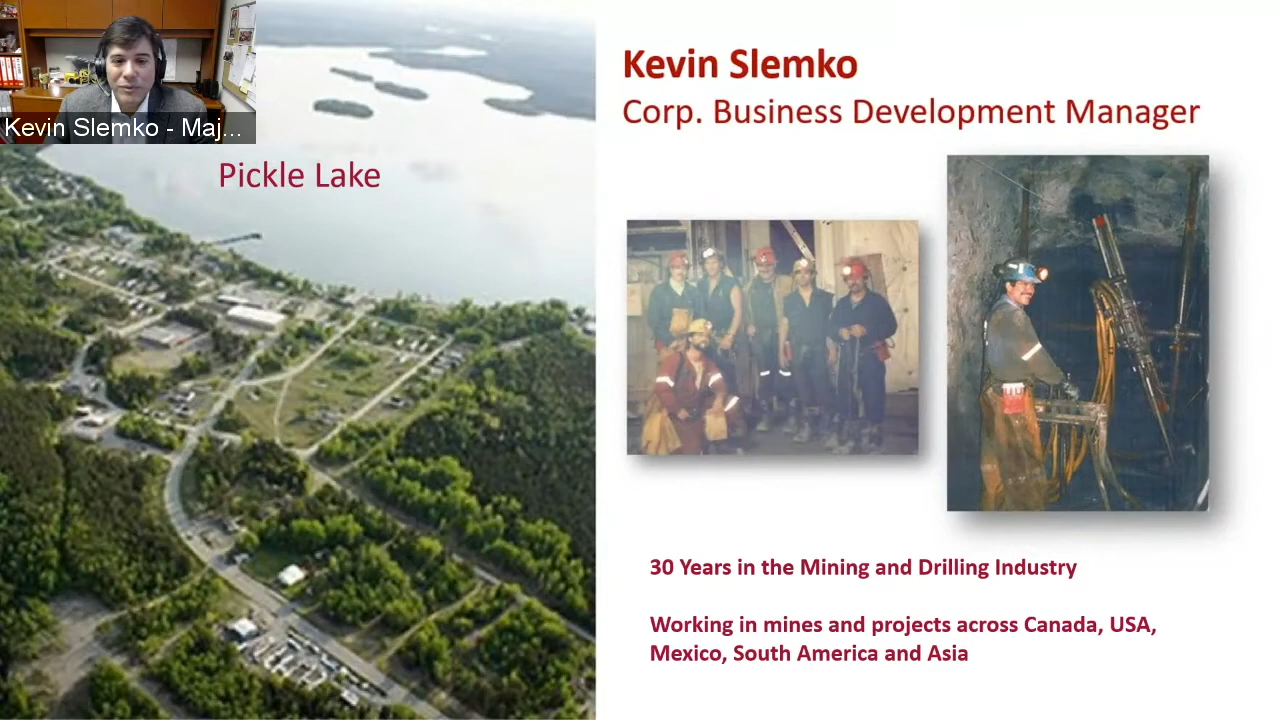 Kevin Slemko - Maj...
Pickle Lake
Kevin Slemko
Corp. Business Development Manager
30 Years in the Mining and Drilling Industry
Working in mines and projects across Canada, USA,
Mexico, South America and Asia